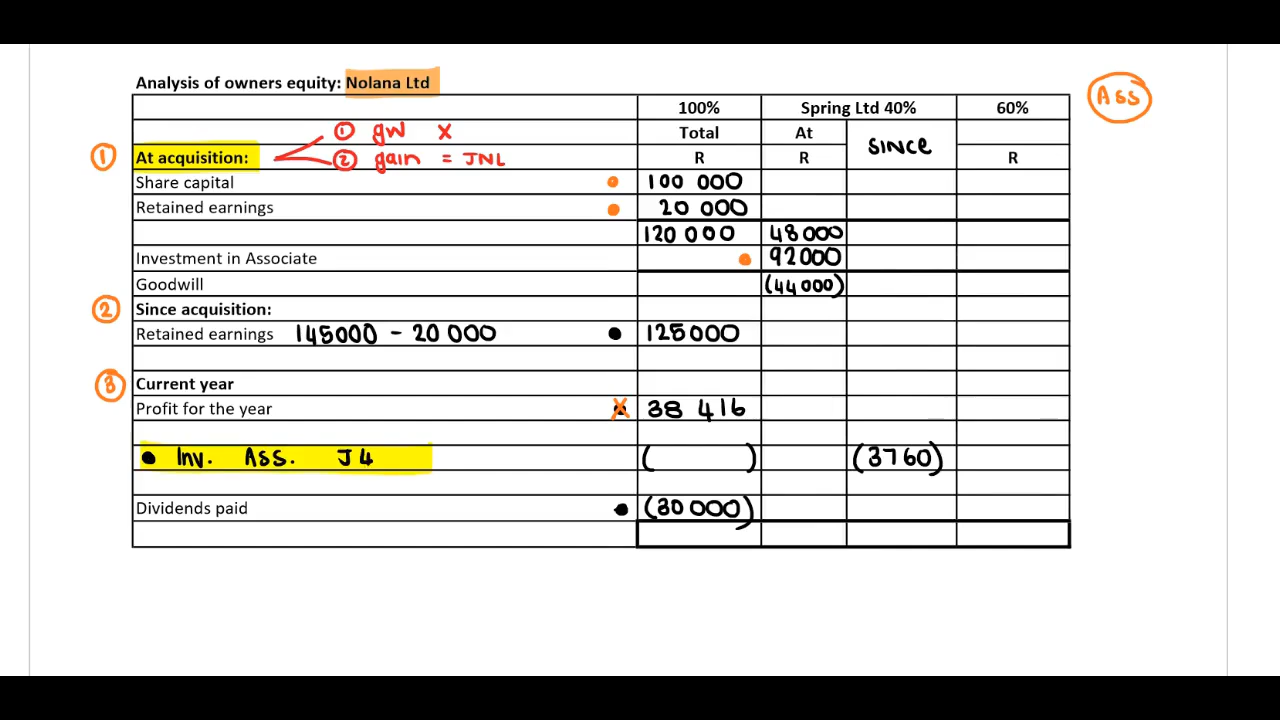 Analysis of owners equity: Nolana Ltd
Ass
100% Spring Ltd 40% 60%
① gw X Total At SINCE
① At acquisition: ② gain = JNL R R R
Share capital 100 000
Retained earnings 20 000
120 000 48000
Investment in Associate 92000
Goodwill (44 000)
② Since acquisition:
Retained earnings 145000 - 20 000 125000
③ Current year
Profit for the year X 38 416
• Inv. Ass. J4 ( ) (3760)
Dividends paid (30 000)